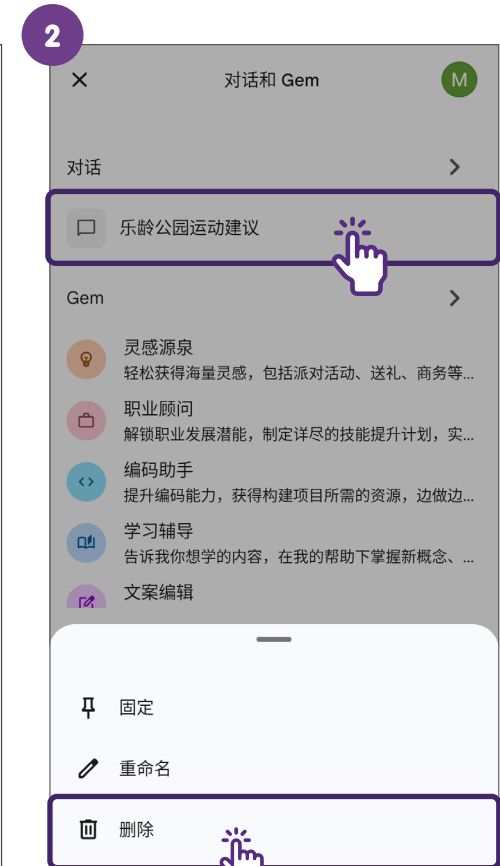 2
对话和 Gem
M
对话
乐龄公园运动建议
Gem
灵感源泉
轻松获得海量灵感，包括派对活动、送礼、商务等...
职业顾问
解锁职业发展潜能，制定详尽的技能提升计划，实...
编码助手
提升编码能力，获得构建项目所需的资源，边做边...
学习辅导
告诉我你想学的内容，在我的帮助下掌握新概念、...
文案编辑
固定
重命名
删除